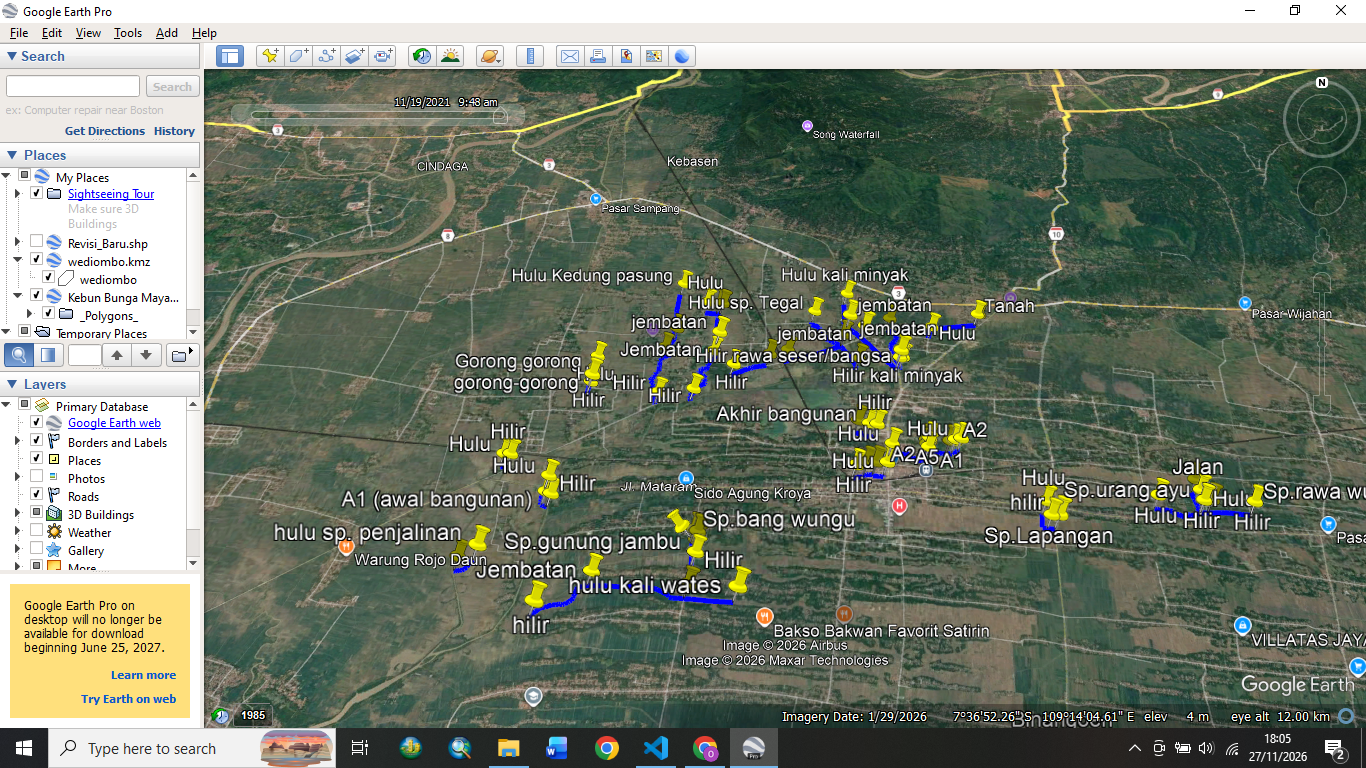 Google Earth Pro
File Edit View Tools Add Help
Search
Search
ex: Computer repair near Boston
Get Directions History
Places
My Places
Sightseeing Tour
Make sure 3D
Buildings
Revisi_Baru.shp
wediombo.kmz
wediombo
Kebun Bunga Maya...
_Polygons_
Temporary Places
Layers
Primary Database
Google Earth web
Borders and Labels
Places
Photos
Roads
3D Buildings
Weather
Gallery
More
Google Earth Pro on
desktop will no longer be
available for download
beginning June 25, 2027.
Learn more
Try Earth on web
11/19/2021 9:48 am
N
3
3
3
Song Waterfall
CINDAGA
Kebasen
Pasar Sampang
8
10
Hulu Kedung pasung
Hulu
Hulu kali minyak
3
Hulu sp. Tegal
jembatan
Tanah
Pasar Wijahan
jembatan
jembatan
jembatan
Hulu
Jembatan
Hilir rawa seser/bangsa
Gorong gorong
Hulu
gorong-gorong
Hilir
Hilir
Hilir kali minyak
Hilir
Hilir
Akhir bangunan
Hilir
Hulu
Hulu
A2
Hilir
Hulu
Hulu
Hulu
A2
A5
A1
Hilir
Hilir
Jalan
A1 (awal bangunan)
Jl. Mataram
Sido Agung Kroya
Hulu
hilir
Sp.urang ayu
Hulu
Sp.rawa wu
Hulu
Hilir
Hilir
Sp.bang wungu
Sp.Lapangan
Pasa
hulu sp. penjalinan
Sp.gunung jambu
Warung Rojo Daun
Hilir
Jembatan
hulu kali wates
hilir
Bakso Bakwan Favorit Satirin
VILLATAS JAYA
Image © 2026 Airbus
Image © 2026 Maxar Technologies
Google Earth
1985
Imagery Date: 1/29/2026 7°36'52.26" S 109°14'04.61" E elev 4 m eye alt 12.00 km
Type here to search
Pro
18:05
27/11/2026
2